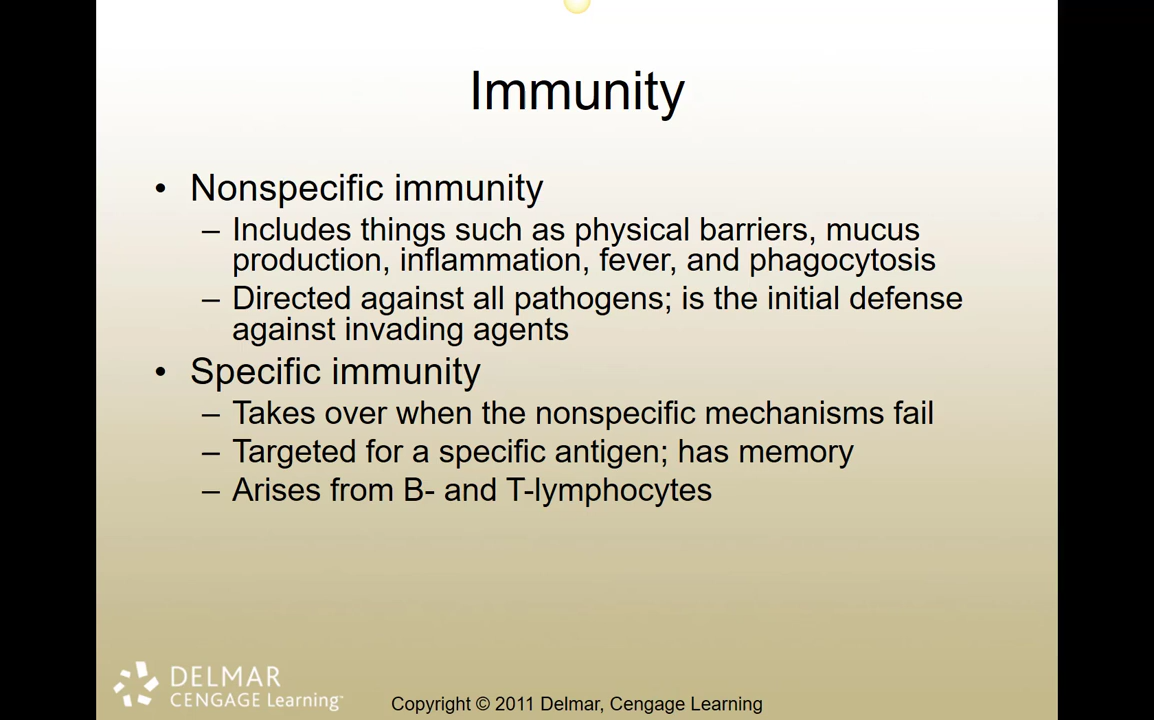 Immunity
• Nonspecific immunity
– Includes things such as physical barriers, mucus
production, inflammation, fever, and phagocytosis
– Directed against all pathogens; is the initial defense
against invading agents
• Specific immunity
– Takes over when the nonspecific mechanisms fail
– Targeted for a specific antigen; has memory
– Arises from B- and T-lymphocytes
DELMAR
CENGAGE Learning™
Copyright © 2011 Delmar, Cengage Learning